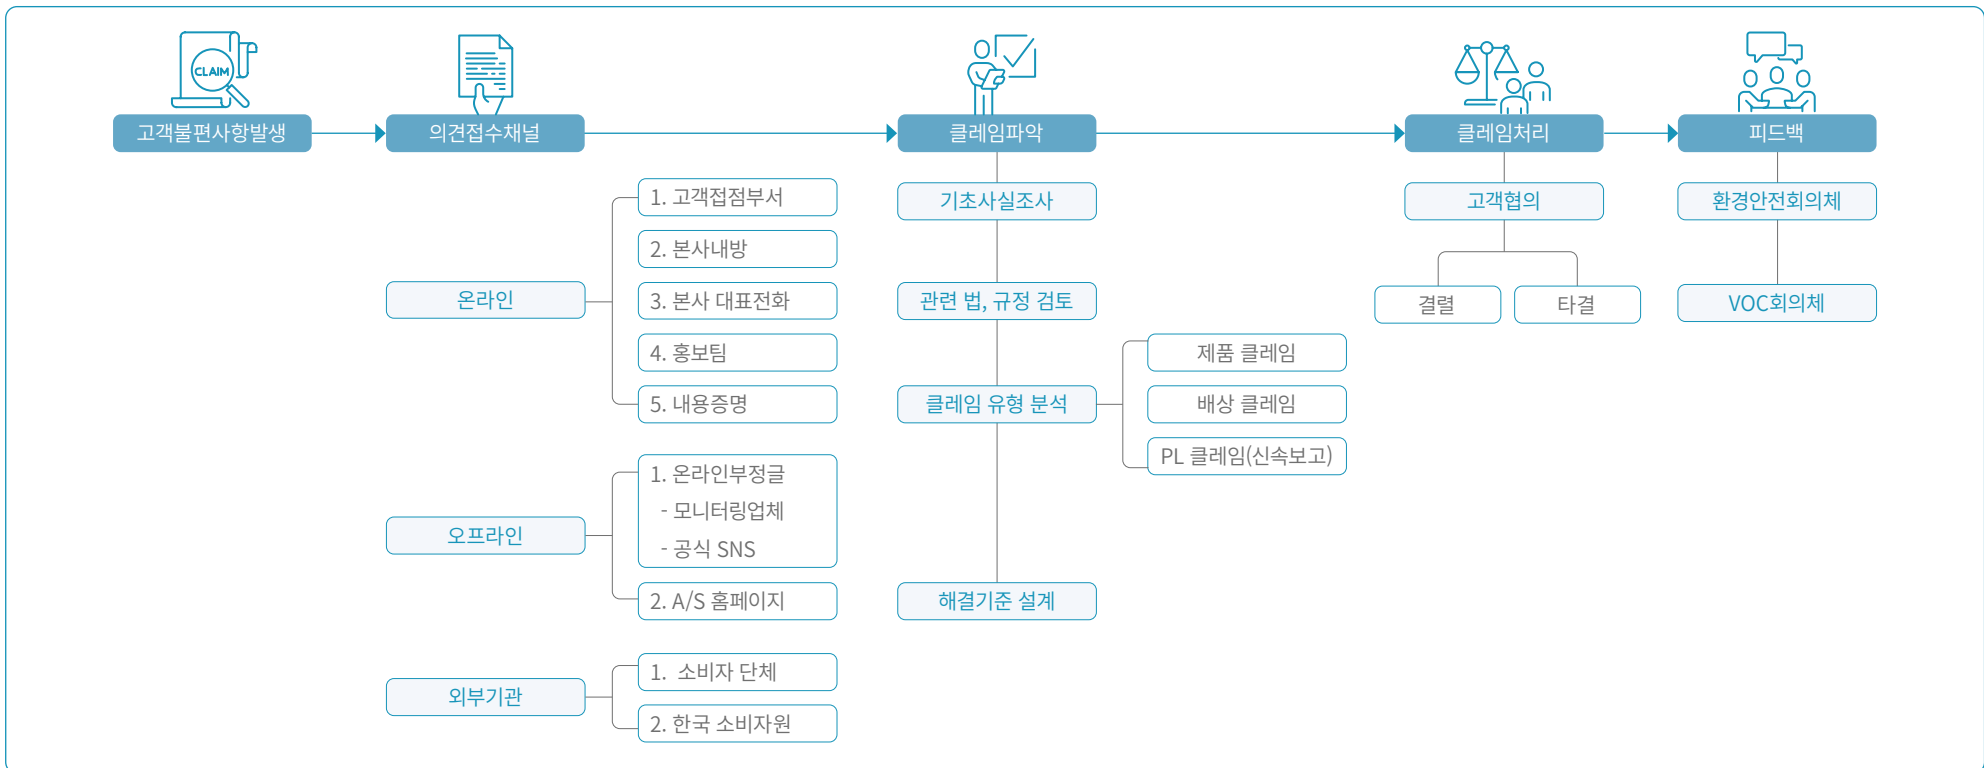 CLAIM
고객불편사항발생
의견접수채널
클레임파악
클레임처리
피드백
온라인
1. 고객접점부서
2. 본사내방
3. 본사 대표전화
4. 홍보팀
5. 내용증명
오프라인
1. 온라인부정글
- 모니터링업체
- 공식 SNS
2. A/S 홈페이지
외부기관
1. 소비자 단체
2. 한국 소비자원
기초사실조사
관련 법, 규정 검토
클레임 유형 분석
제품 클레임
배상 클레임
PL 클레임(신속보고)
해결기준 설계
고객협의
결렬
타결
환경안전회의체
VOC회의체